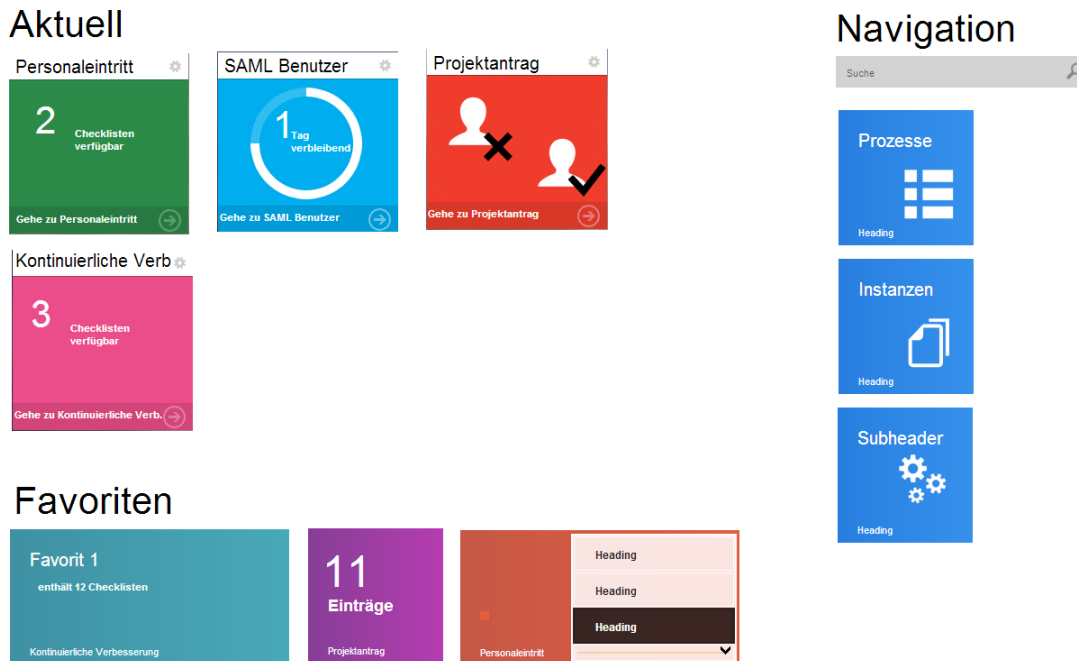 Aktuell
Personaleintritt
2
Checklisten
verfügbar
Gehe zu Personaleintritt
SAML Benutzer
1
Tag
verbleibend
Gehe zu SAML Benutzer
Projektantrag
Gehe zu Projektantrag
Kontinuierliche Verb
3
Checklisten
verfügbar
Gehe zu Kontinuierliche Verb.
Favoriten
Favorit 1
enthält 12 Checklisten
Kontinuierliche Verbesserung
11
Einträge
Projektantrag
Personaleintritt
Heading
Heading
Heading
Navigation
Suche
Prozesse
Heading
Instanzen
Heading
Subheader
Heading